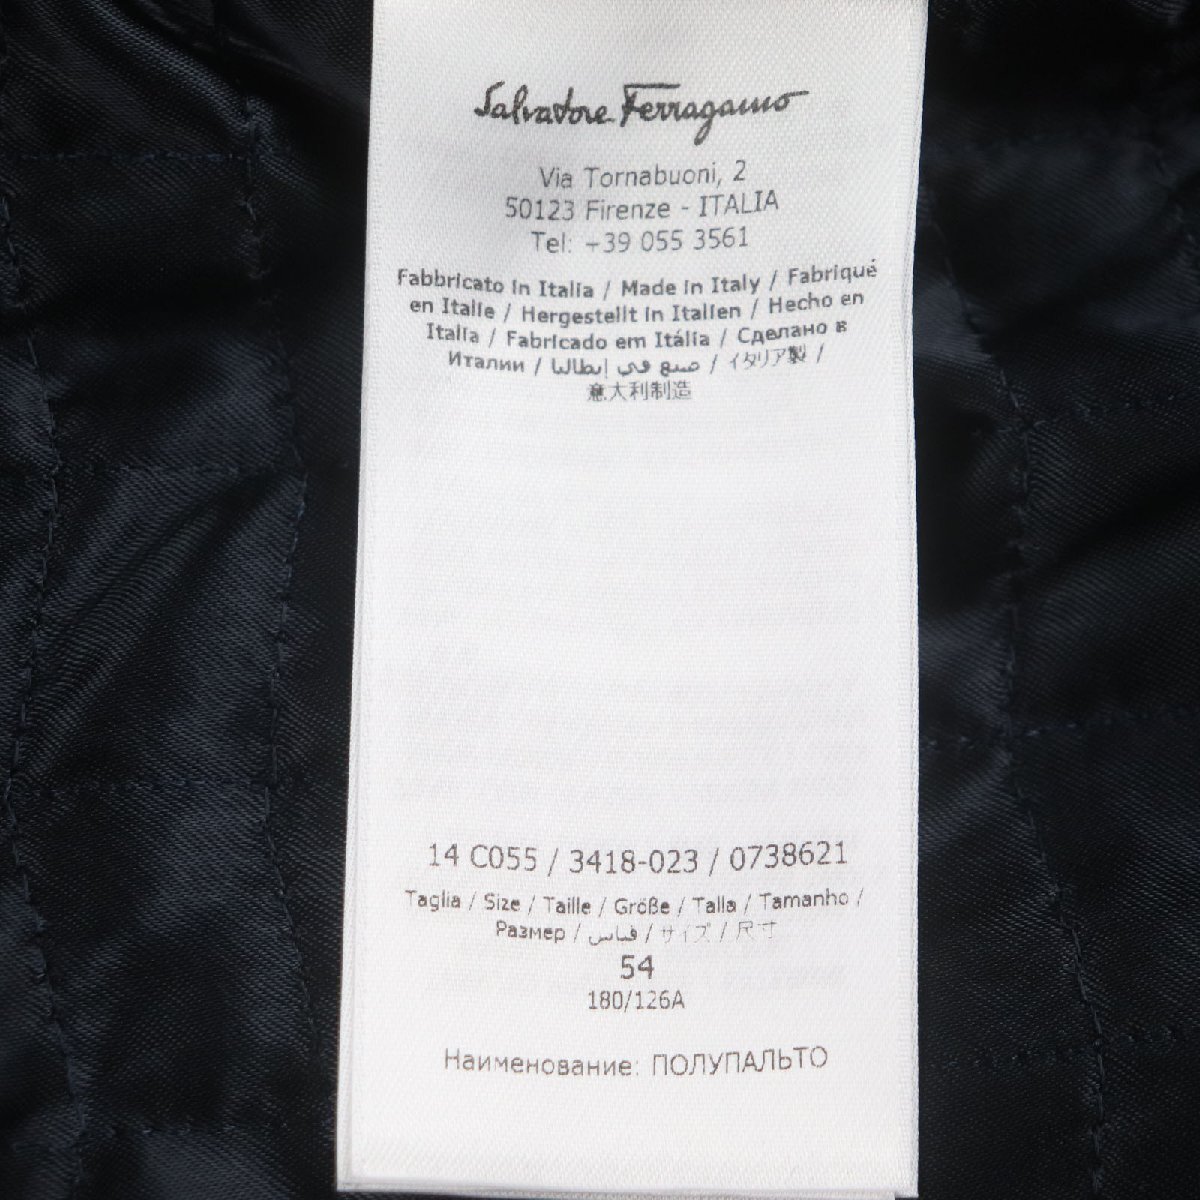 Salvatore Ferragamo
Via Tornabuoni, 2
50123 Firenze - ITALIA
Tel: +39 055 3561
Fabbricato in Italia / Made in Italy / Fabriqué
en Italie / Hergestellt in Italien / Hecho en
Italia / Fabricado em Itália / Сделано в
Италии / صنع في إيطاليا / イタリア製 /
意大利制造
14 C055 / 3418-023 / 0738621
Taglia / Size / Taille / Größe / Talla / Tamanho /
Размер / قياس / サイズ / 尺寸
54
180/126A
Наименование: ПОЛУПАЛЬТО